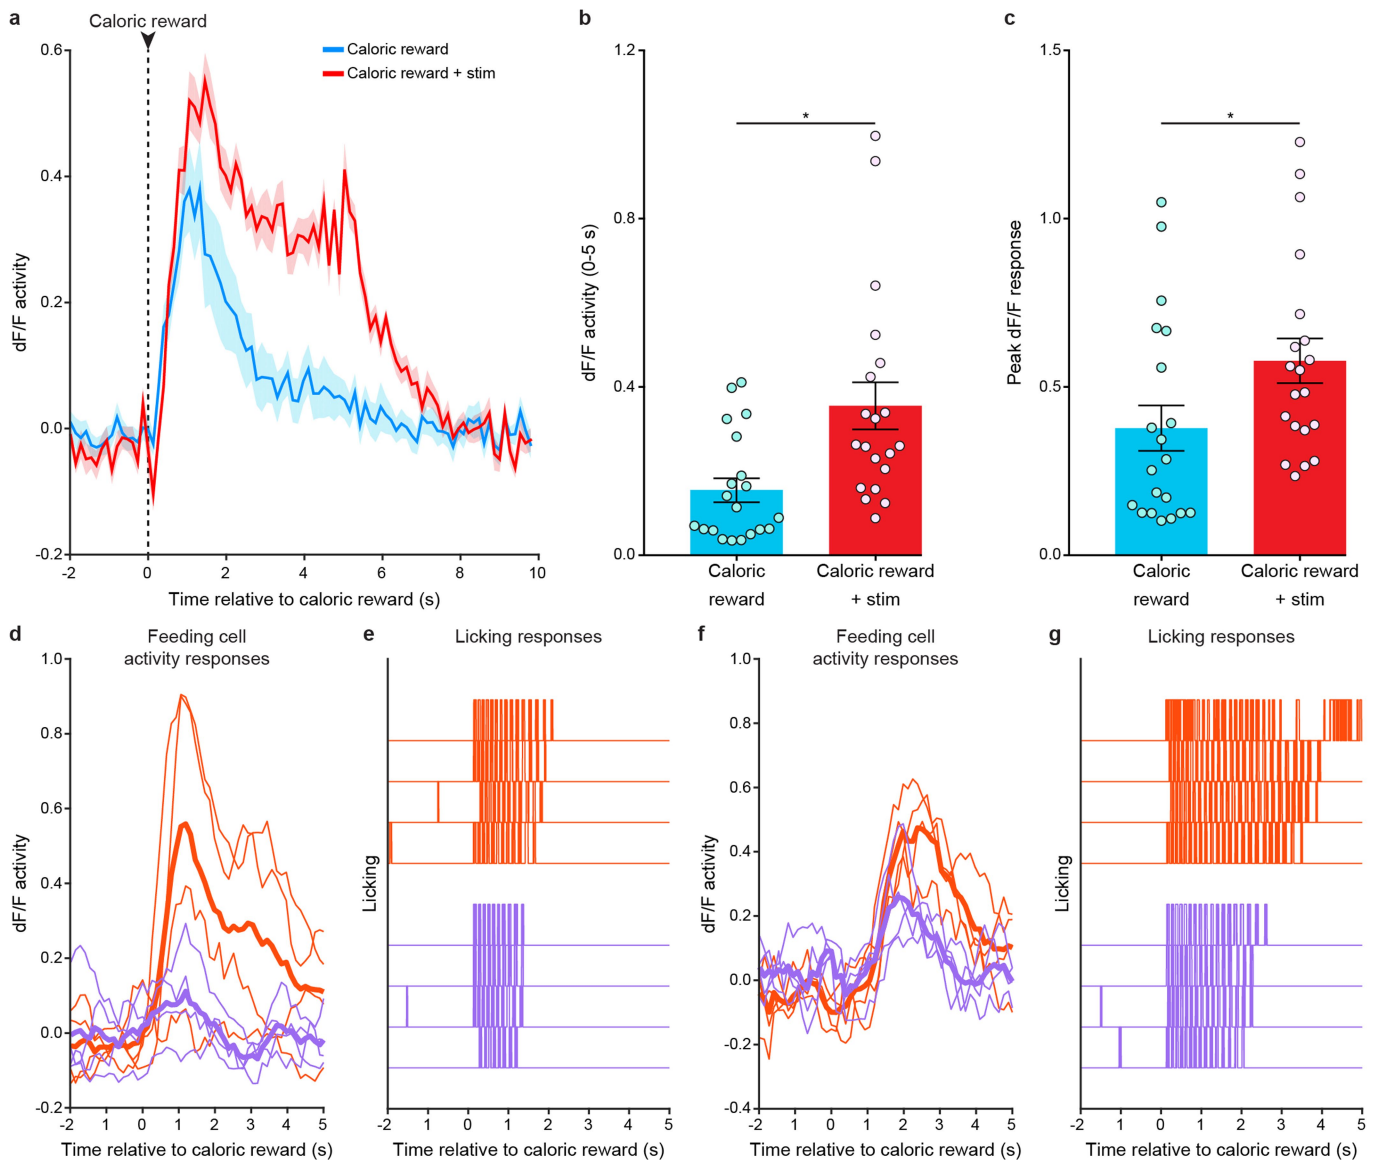 a
Caloric reward
Caloric reward
Caloric reward + stim
dF/F activity
0.6
0.4
0.2
0.0
-0.2
-2
0
2
4
6
8
10
Time relative to caloric reward (s)
b
dF/F activity (0-5 s)
1.2
0.8
0.4
0.0
*
Caloric
reward
Caloric reward
+ stim
c
Peak dF/F response
1.5
1.0
0.5
0.0
*
Caloric
reward
Caloric reward
+ stim
d
Feeding cell
activity responses
dF/F activity
1.0
0.8
0.6
0.4
0.2
0.0
-0.2
-2
-1
0
1
2
3
4
5
Time relative to caloric reward (s)
e
Licking responses
Licking
-2
-1
0
1
2
3
4
5
Time relative to caloric reward (s)
f
Feeding cell
activity responses
dF/F activity
1.0
0.8
0.6
0.4
0.2
0.0
-0.2
-0.4
-2
-1
0
1
2
3
4
5
Time relative to caloric reward (s)
g
Licking responses
Licking
-2
-1
0
1
2
3
4
5
Time relative to caloric reward (s)